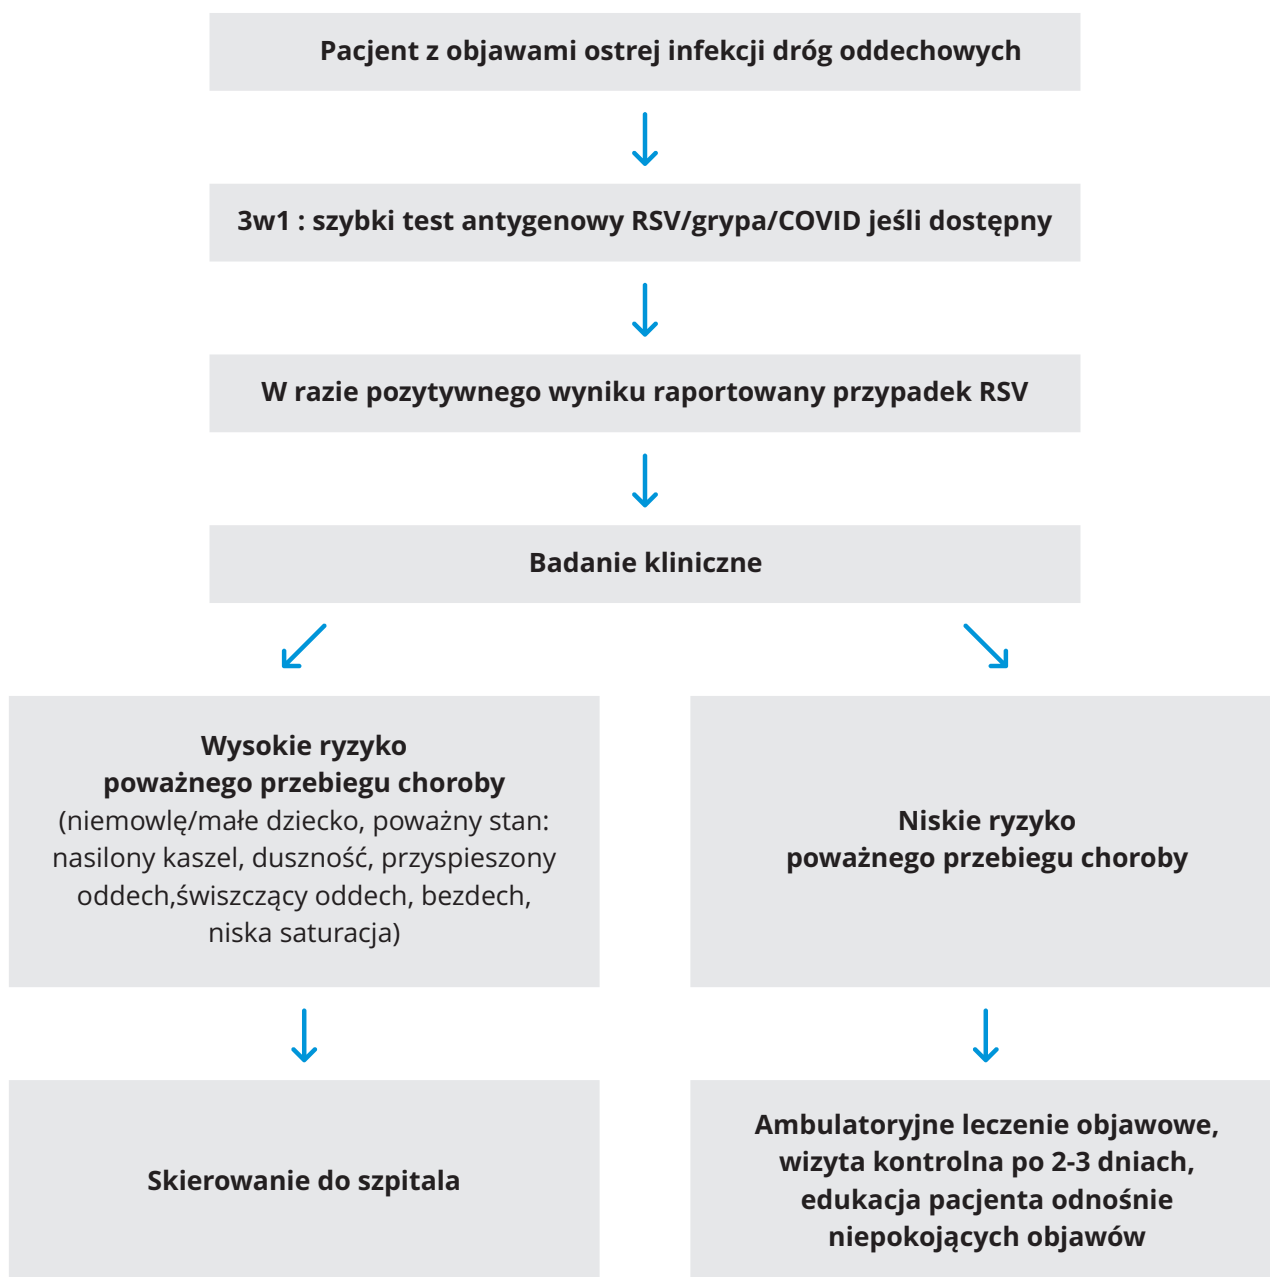 Pacjent z objawami ostrej infekcji dróg oddechowych
3w1 : szybki test antygenowy RSV/grypa/COVID jeśli dostępny
W razie pozytywnego wyniku raportowany przypadek RSV
Badanie kliniczne
Wysokie ryzyko
poważnego przebiegu choroby
(niemowlę/małe dziecko, poważny stan:
nasilony kaszel, duszność, przyspieszony
oddech,świszczący oddech, bezdech,
niska saturacja)
Niskie ryzyko
poważnego przebiegu choroby
Skierowanie do szpitala
Ambulatoryjne leczenie objawowe,
wizyta kontrolna po 2-3 dniach,
edukacja pacjenta odnośnie
niepokojących objawów